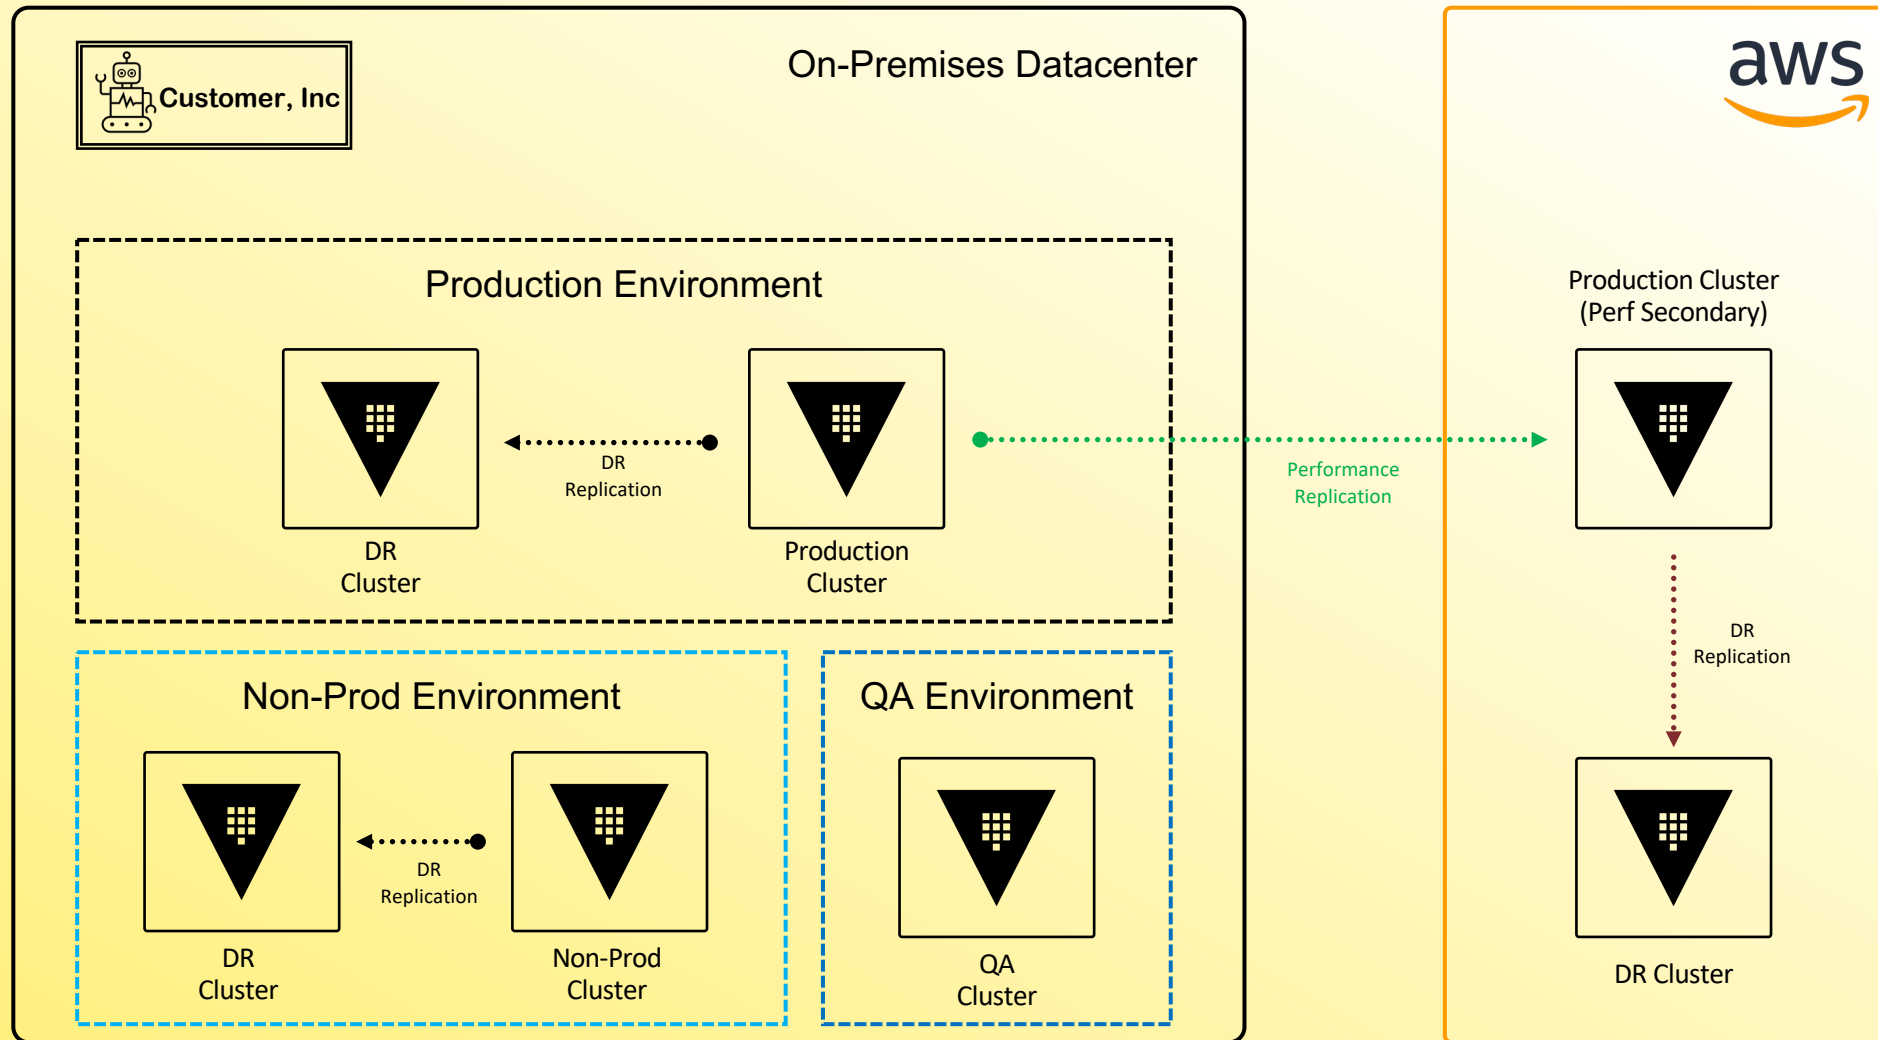 Customer, Inc
On-Premises Datacenter
aws
Production Environment
DR
Replication
DR
Cluster
Production
Cluster
Performance
Replication
Production Cluster
(Perf Secondary)
DR
Replication
Non-Prod Environment
DR
Replication
DR
Cluster
Non-Prod
Cluster
QA Environment
QA
Cluster
DR Cluster